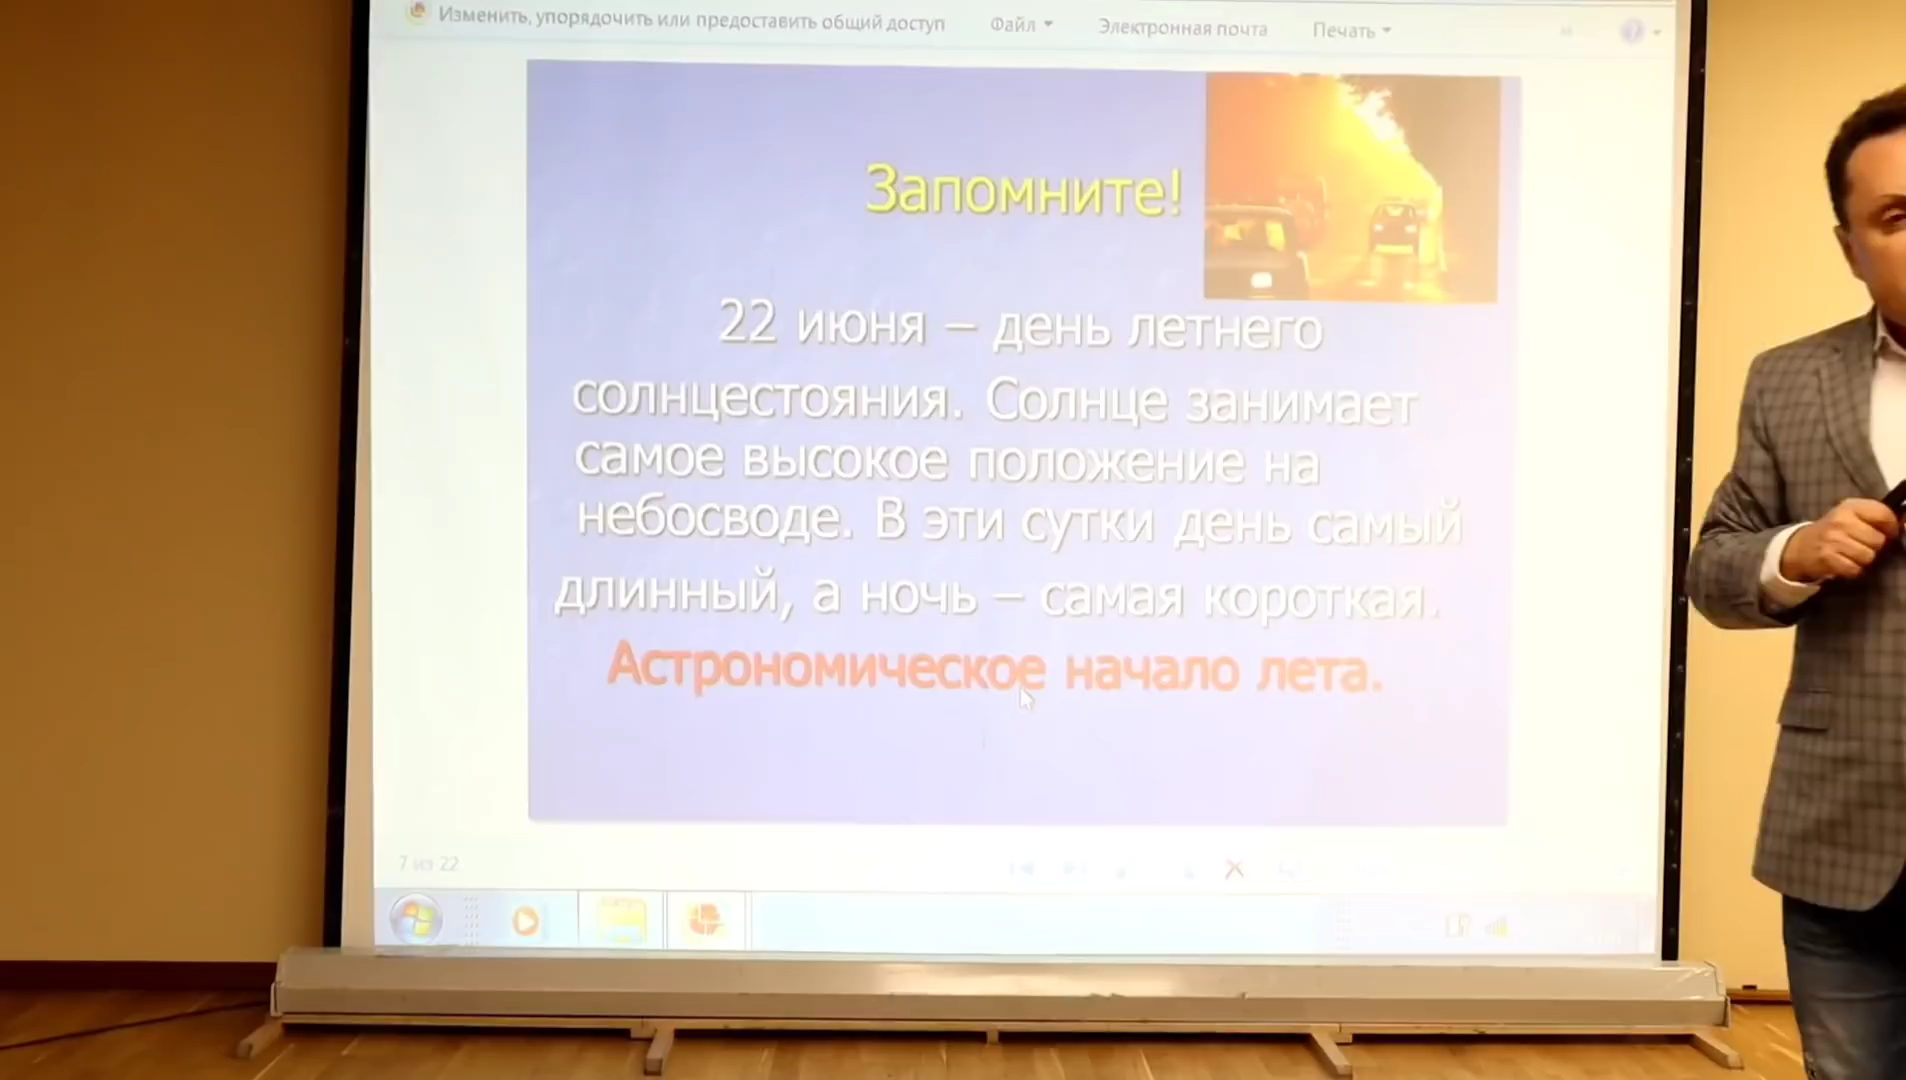 Изменить, упорядочить или предоставить общий доступ Файл Электронная почта Печать
Запомните!
22 июня – день летнего
солнцестояния. Солнце занимает
самое высокое положение на
небосводе. В эти сутки день самый
длинный, а ночь – самая короткая.
Астрономическое начало лета.
7 из 22